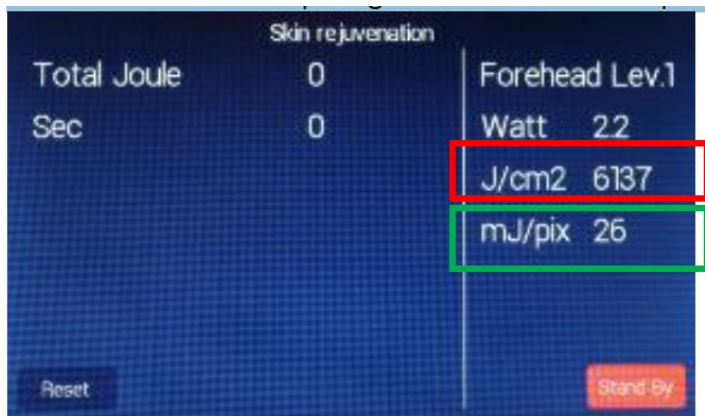 Skin rejuvenation
Total Joule 0
Sec 0
Forehead Lev.1
Watt 2.2
J/cm2 6137
mJ/pix 26
Reset
Stand By